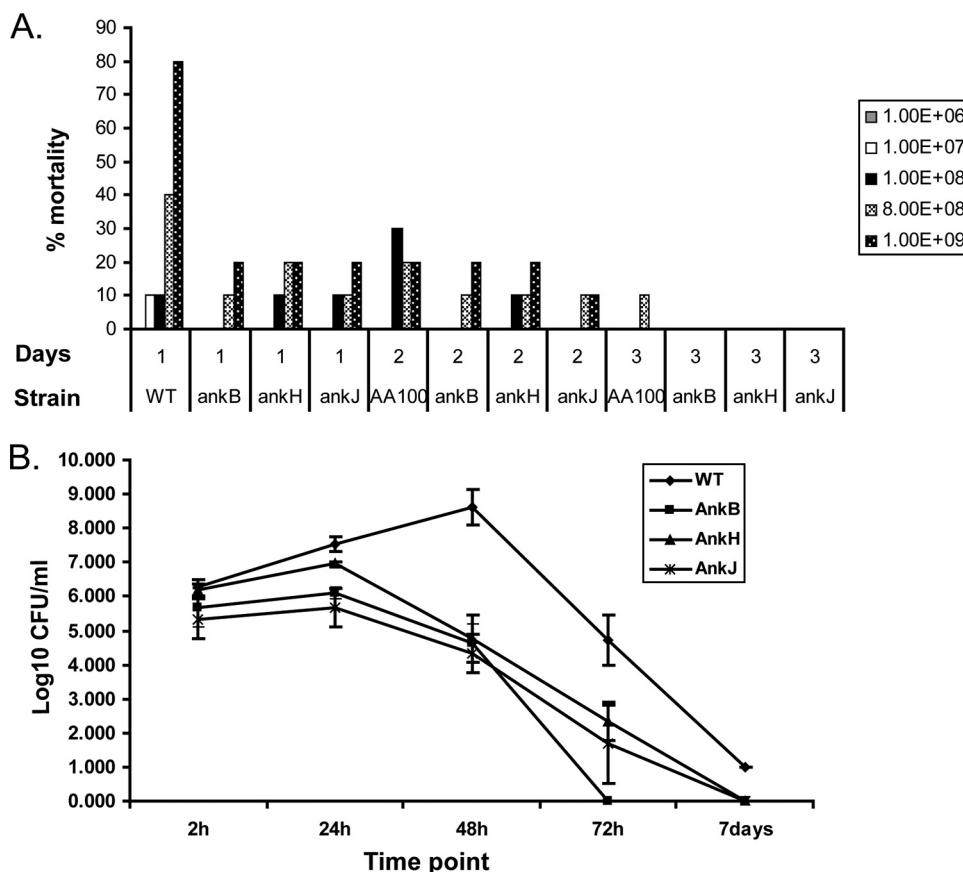 A.
90
80
70
60
50
40
30
20
10
0
% mortality
1.00E+06
1.00E+07
1.00E+08
8.00E+08
1.00E+09
Days 1 1 1 1 2 2 2 2 3 3 3 3
Strain WT ankB ankH ankJ AA100 ankB ankH ankJ AA100 ankB ankH ankJ
B.
10.000
9.000
8.000
7.000
6.000
5.000
4.000
3.000
2.000
1.000
0.000
Log10 CFU/ml
WT
AnkB
AnkH
AnkJ
2h 24h 48h 72h 7days
Time point